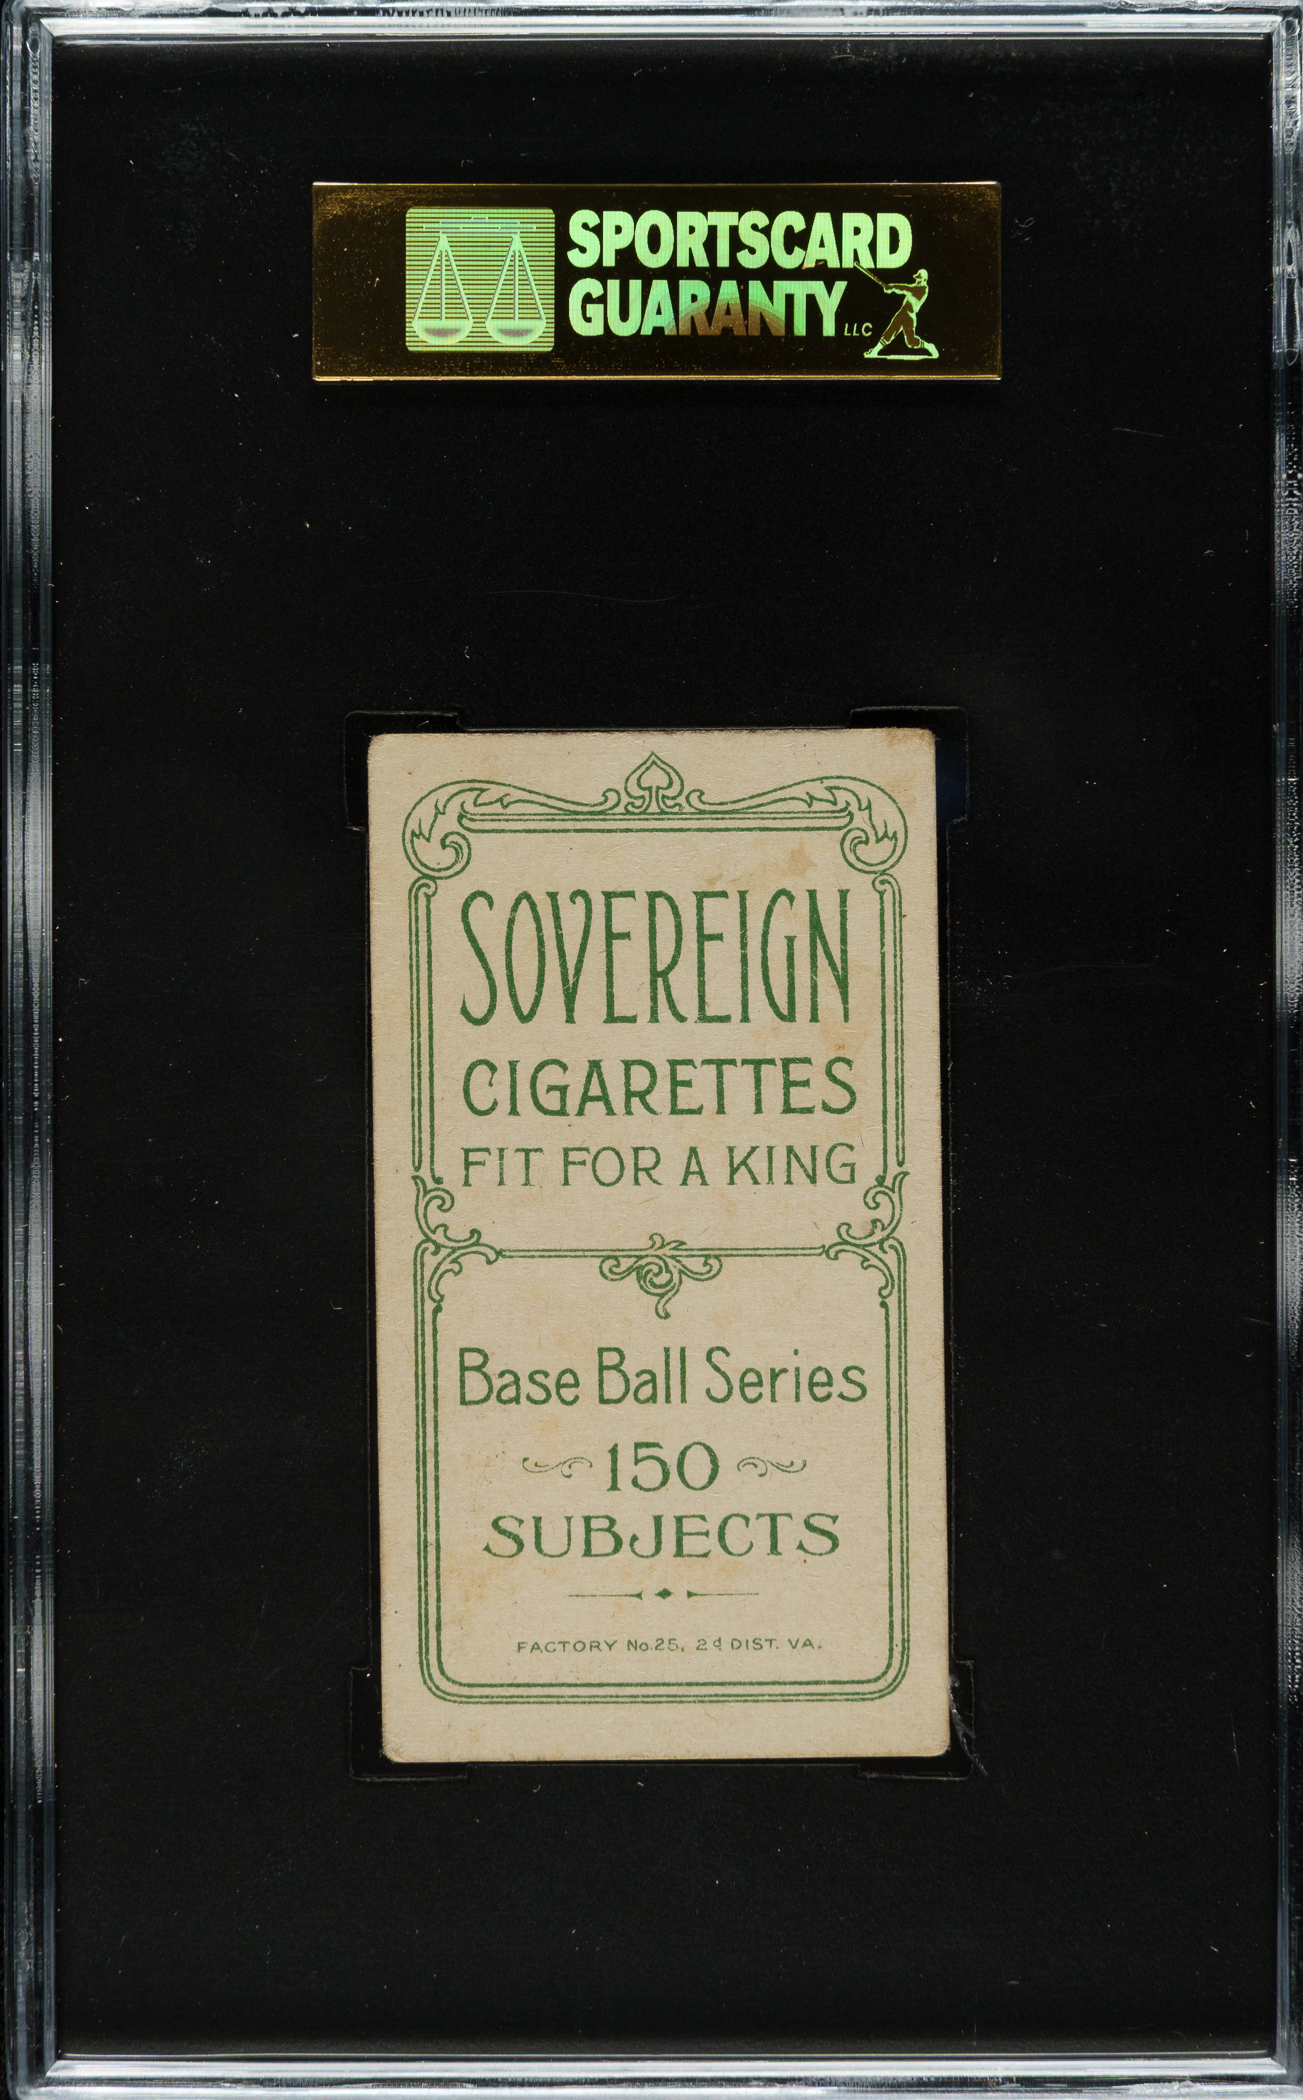 SPORTSCARD
GUARANTY LLC
SOVEREIGN
CIGARETTES
FIT FOR A KING
Base Ball Series
150
SUBJECTS
FACTORY No. 25, 2d DIST. VA.